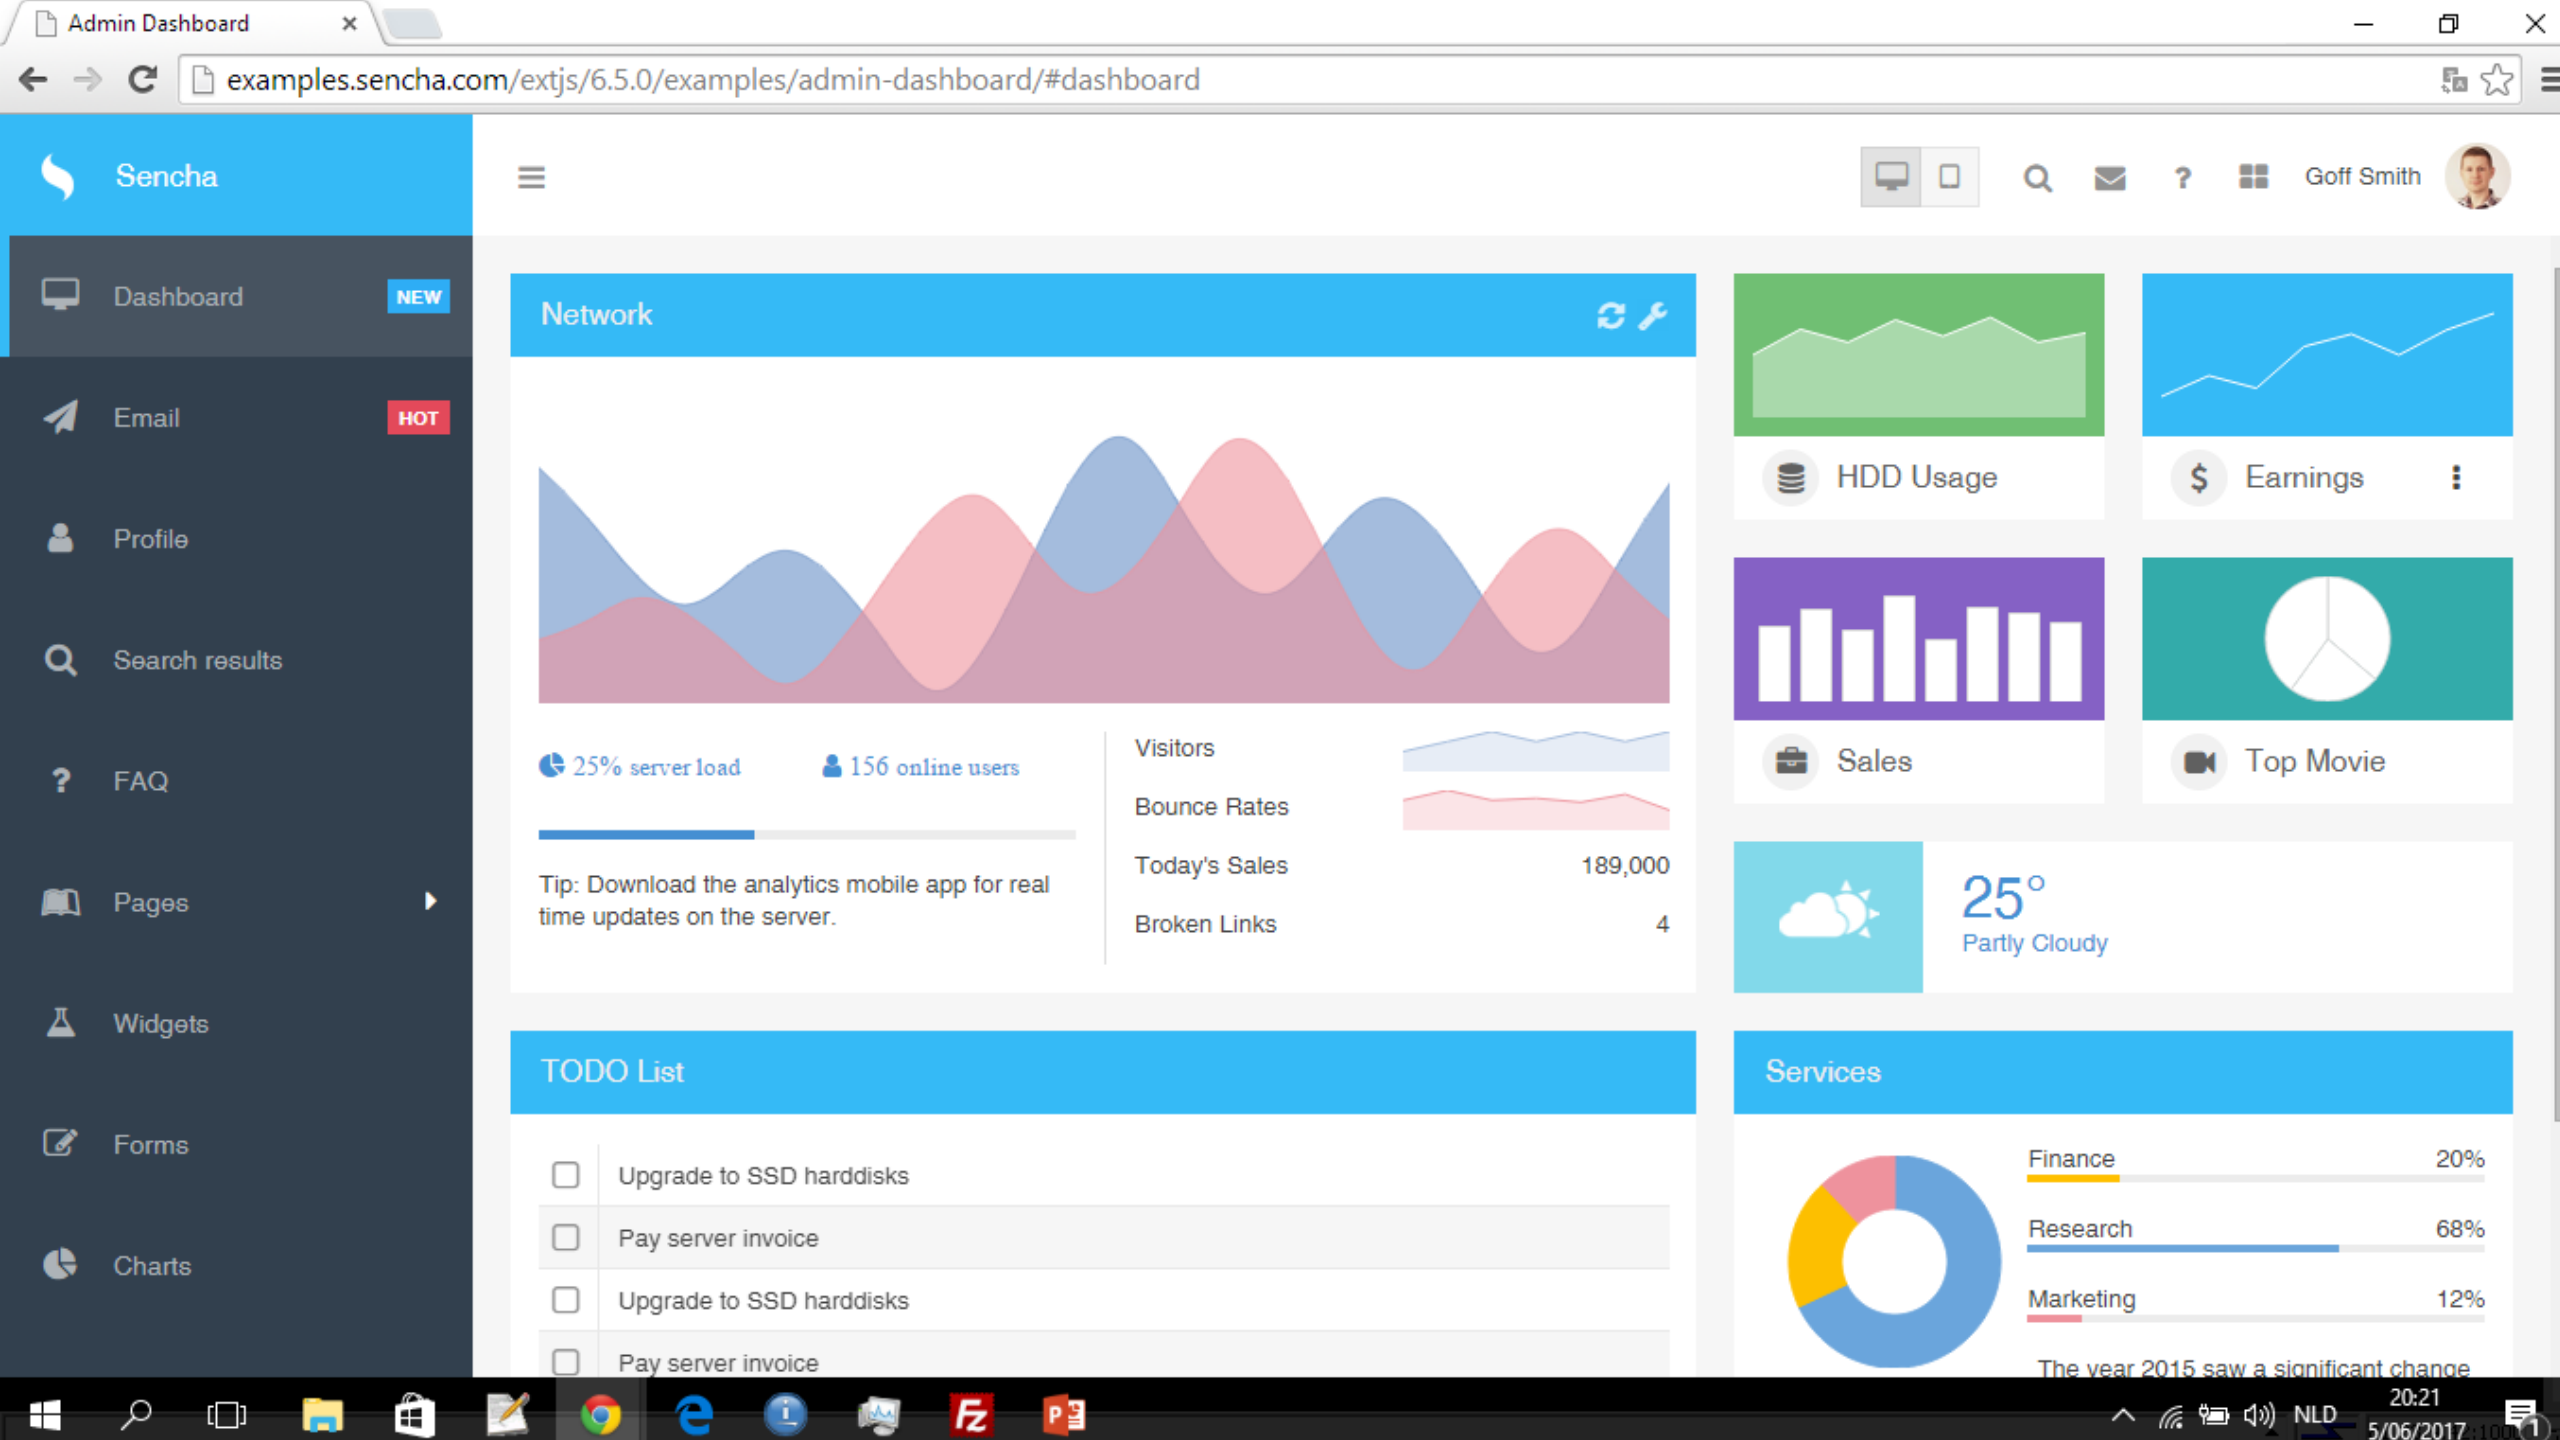 Admin Dashboard
examples.sencha.com/extjs/6.5.0/examples/admin-dashboard/#dashboard
Sencha
Goff Smith
Dashboard NEW
Email HOT
Profile
Search results
? FAQ
Pages
Widgets
Forms
Charts
Network
25% server load
156 online users
Tip: Download the analytics mobile app for real
time updates on the server.
Visitors
Bounce Rates
Today's Sales 189,000
Broken Links 4
HDD Usage
$ Earnings
Sales
Top Movie
25°
Partly Cloudy
TODO List
Upgrade to SSD harddisks
Pay server invoice
Upgrade to SSD harddisks
Pay server invoice
Services
Finance 20%
Research 68%
Marketing 12%
The year 2015 saw a significant change
NLD
20:21
5/06/2017
1